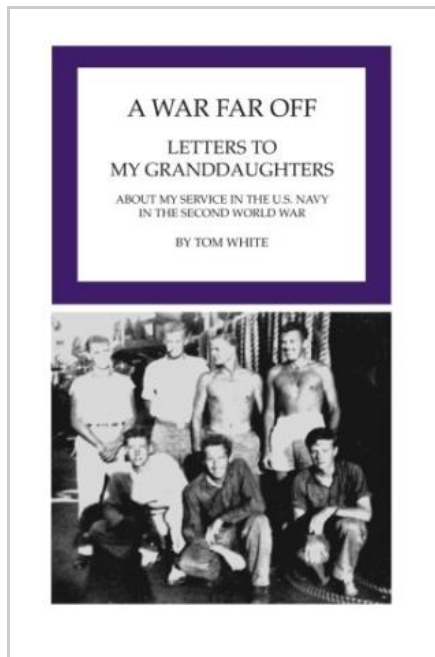 A WAR FAR OFF
LETTERS TO
MY GRANDDAUGHTERS
ABOUT MY SERVICE IN THE U.S. NAVY
IN THE SECOND WORLD WAR
BY TOM WHITE